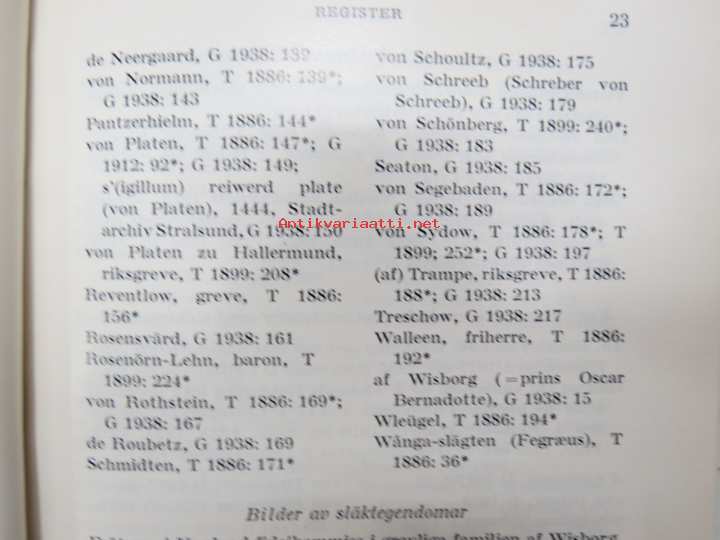 REGISTER
23
de Neergaard, G 1938: 139
von Normann, T 1886: 139*;
G 1938: 143
Pantzerhielm, T 1886: 144*
von Platen, T 1886: 147*; G
1912: 92*; G 1938: 149;
s'(igillum) reiwerd plate
(von Platen), 1444, Stadt-
archiv Stralsund, G 1938: 150
von Platen zu Hallermund,
riksgreve, T 1899: 208*
Reventlow, greve, T 1886:
156*
Rosensvärd, G 1938: 161
Rosenörn-Lehn, baron, T
1899: 224*
von Rothstein, T 1886: 169*;
G 1938: 167
de Roubetz, G 1938: 169
Schmidten, T 1886: 171*
von Schoultz, G 1938: 175
von Schreeb (Schreber von
Schreeb), G 1938: 179
von Schönberg, T 1899: 240*;
G 1938: 183
Seaton, G 1938: 185
von Segebaden, T 1886: 172*;
G 1938: 189
von Sydow, T 1886: 178*; T
1899; 252*; G 1938: 197
(af) Trampe, riksgreve, T 1886:
188*; G 1938: 213
Treschow, G 1938: 217
Walleen, friherre, T 1886:
192*
af Wisborg (=prins Oscar
Bernadotte), G 1938: 15
Wleügel, T 1886: 194*
Wånga-slägten (Fegræus), T
1886: 36*
Antikvariaatti.net
Bilder av släktegendomar
i grevliga familjen af Wisborg